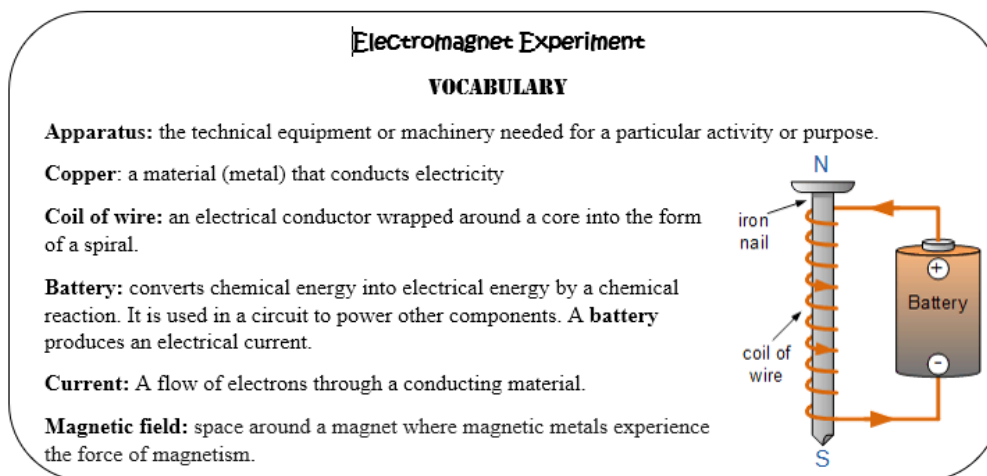 Electromagnet Experiment
VOCABULARY
Apparatus: the technical equipment or machinery needed for a particular activity or purpose.
Copper: a material (metal) that conducts electricity
Coil of wire: an electrical conductor wrapped around a core into the form
of a spiral.
Battery: converts chemical energy into electrical energy by a chemical
reaction. It is used in a circuit to power other components. A battery
produces an electrical current.
Current: A flow of electrons through a conducting material.
Magnetic field: space around a magnet where magnetic metals experience
the force of magnetism.
N
iron
nail
+
Battery
coil of
wire
-
S